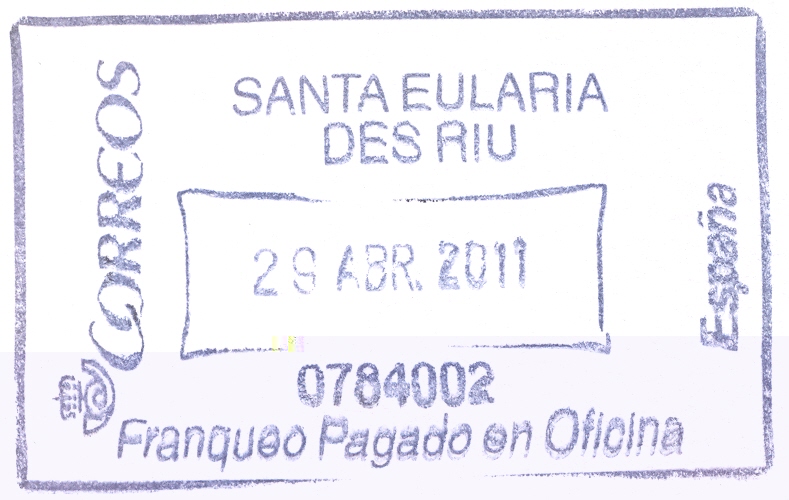 CORREOS
SANTA EULARIA
DES RIU
29 ABR. 2011
España
0784002
Franqueo Pagado en Oficina